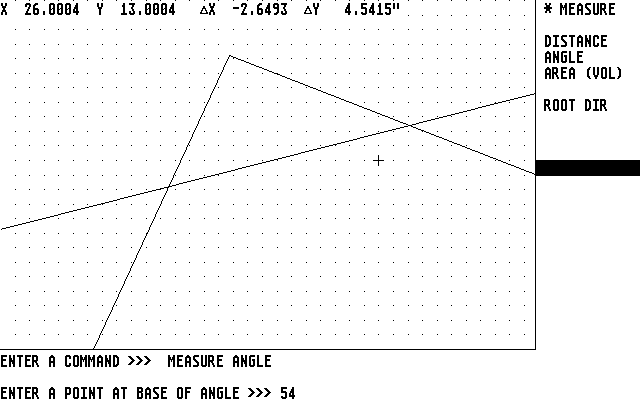 X 26.0004 Y 13.0004 △X -2.6493 △Y 4.5415"
* MEASURE
DISTANCE
ANGLE
AREA (VOL)
ROOT DIR
ENTER A COMMAND >>> MEASURE ANGLE
ENTER A POINT AT BASE OF ANGLE >>> 54